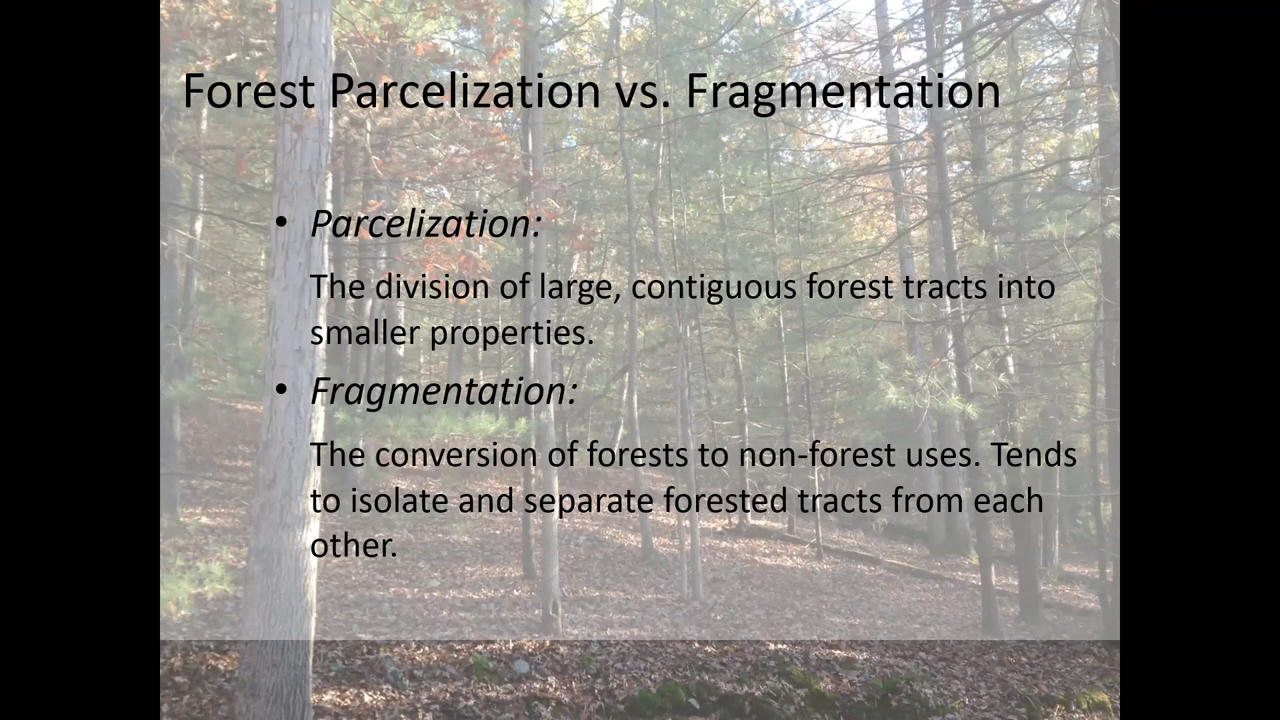 Forest Parcelization vs. Fragmentation
• Parcelization:
The division of large, contiguous forest tracts into
smaller properties.
• Fragmentation:
The conversion of forests to non-forest uses. Tends
to isolate and separate forested tracts from each
other.